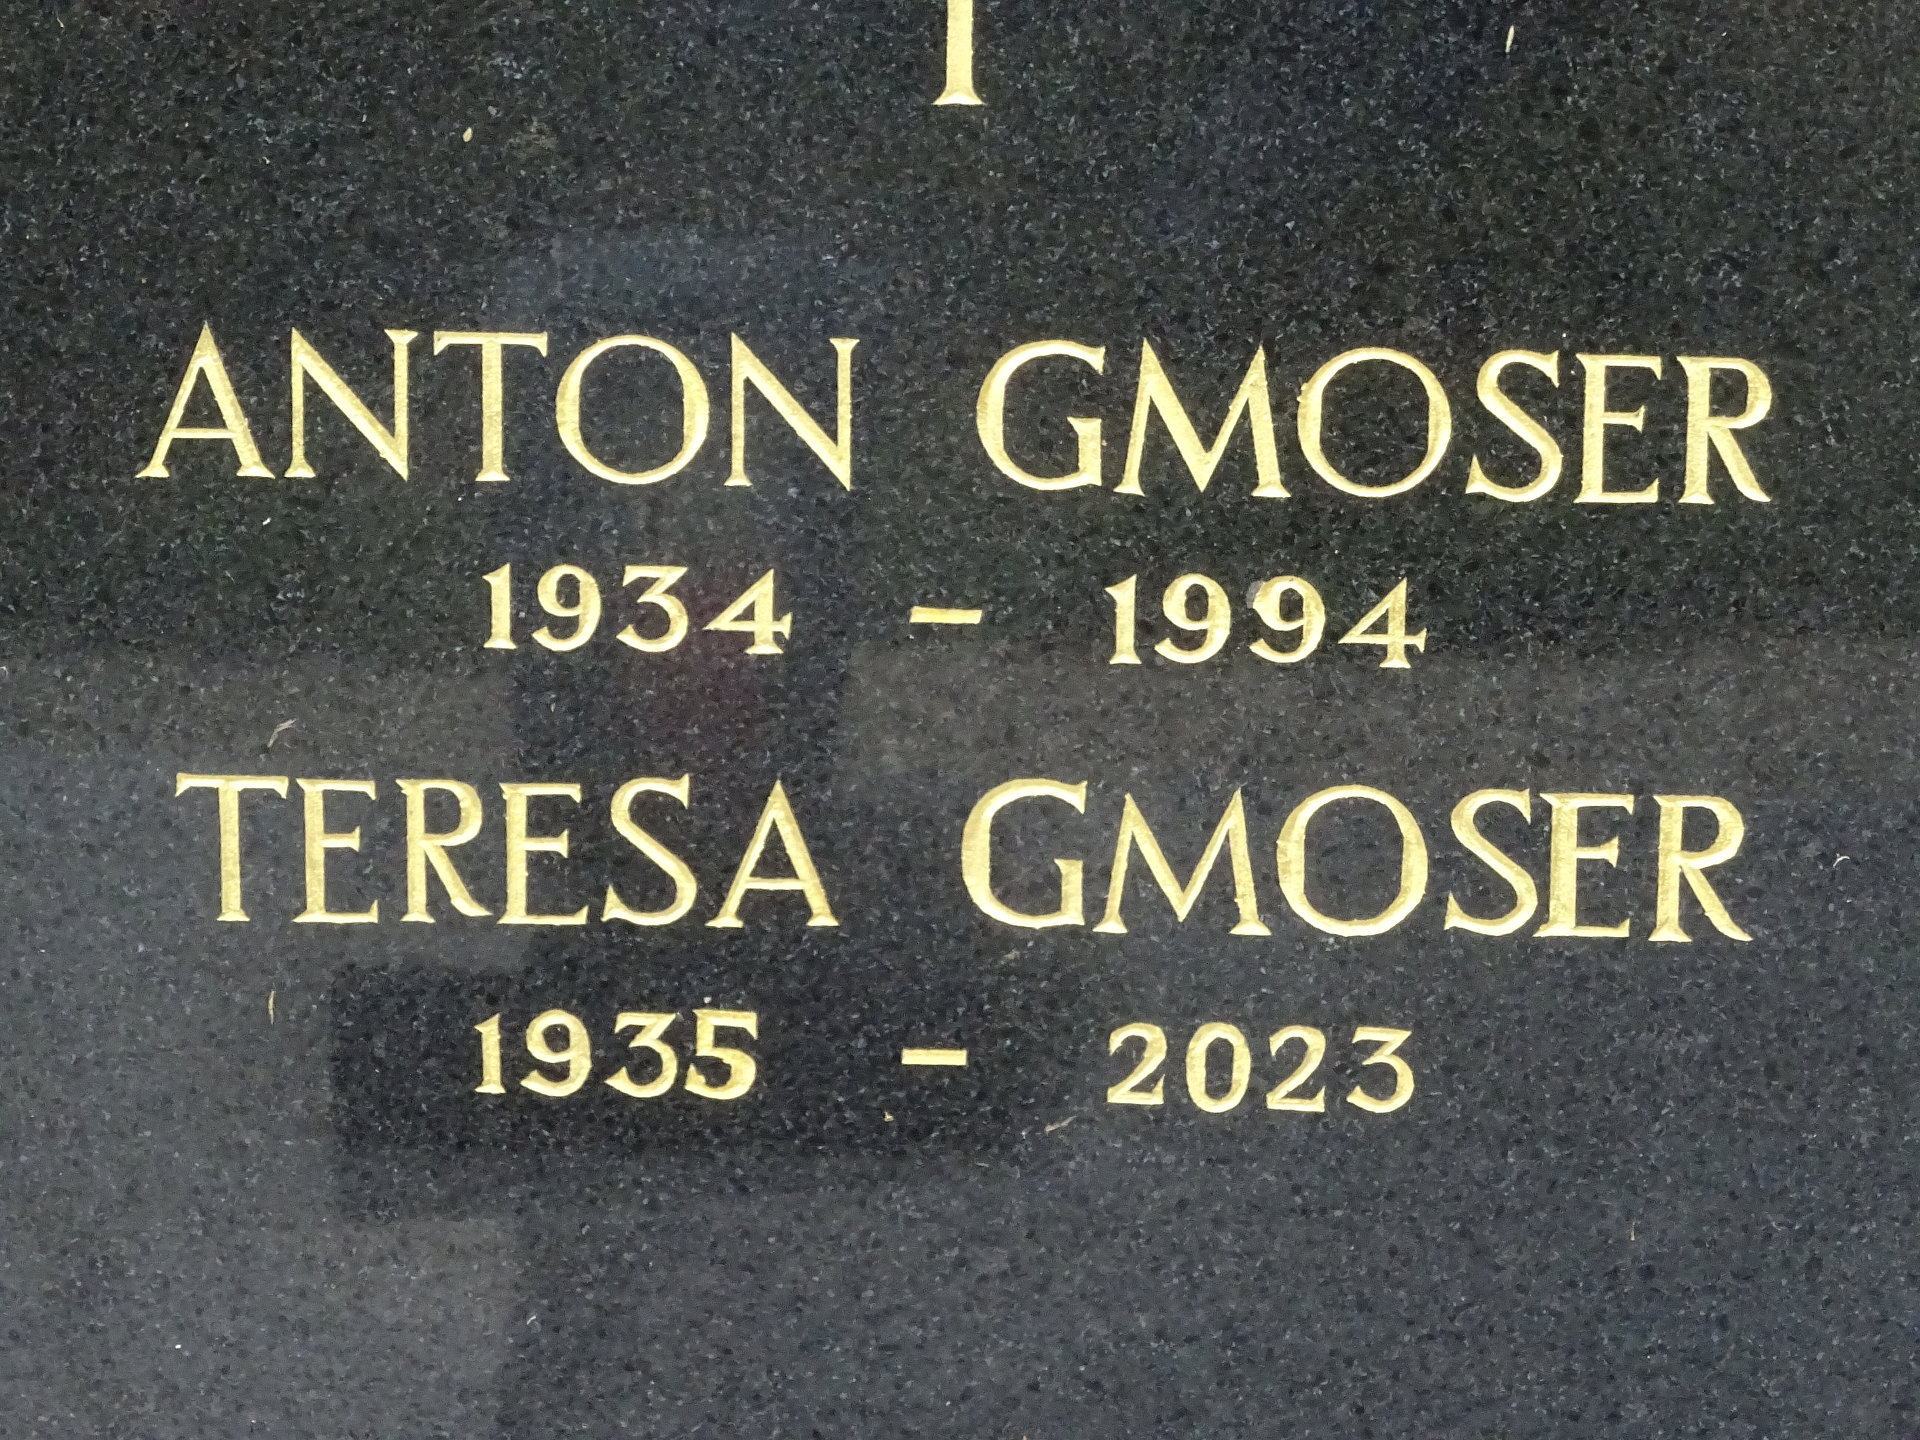 ANTON GMOSER
1934 – 1994
TERESA GMOSER
1935 – 2023